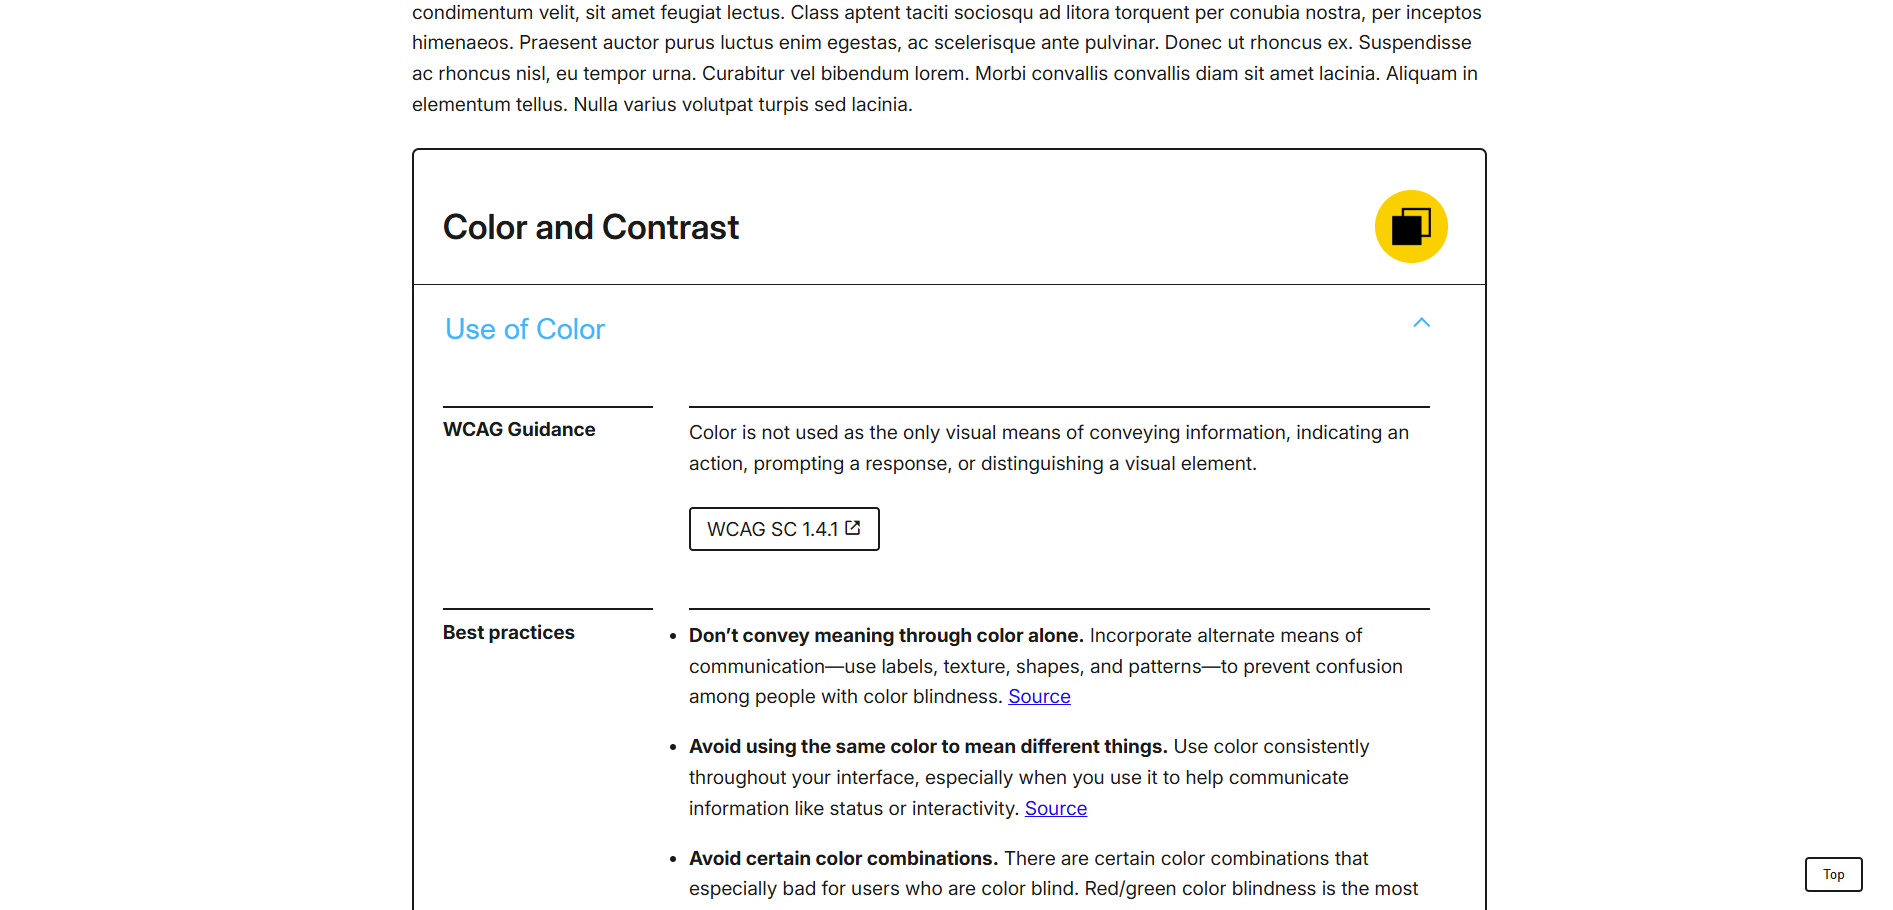 condimentum velit, sit amet feugiat lectus. Class aptent taciti sociosqu ad litora torquent per conubia nostra, per inceptos
himenaeos. Praesent auctor purus luctus enim egestas, ac scelerisque ante pulvinar. Donec ut rhoncus ex. Suspendisse
ac rhoncus nisl, eu tempor urna. Curabitur vel bibendum lorem. Morbi convallis convallis diam sit amet lacinia. Aliquam in
elementum tellus. Nulla varius volutpat turpis sed lacinia.
Color and Contrast
Use of Color
WCAG Guidance
Color is not used as the only visual means of conveying information, indicating an
action, prompting a response, or distinguishing a visual element.
WCAG SC 1.4.1
Best practices
• Don’t convey meaning through color alone. Incorporate alternate means of
communication—use labels, texture, shapes, and patterns—to prevent confusion
among people with color blindness. Source
• Avoid using the same color to mean different things. Use color consistently
throughout your interface, especially when you use it to help communicate
information like status or interactivity. Source
• Avoid certain color combinations. There are certain color combinations that
especially bad for users who are color blind. Red/green color blindness is the most
Top